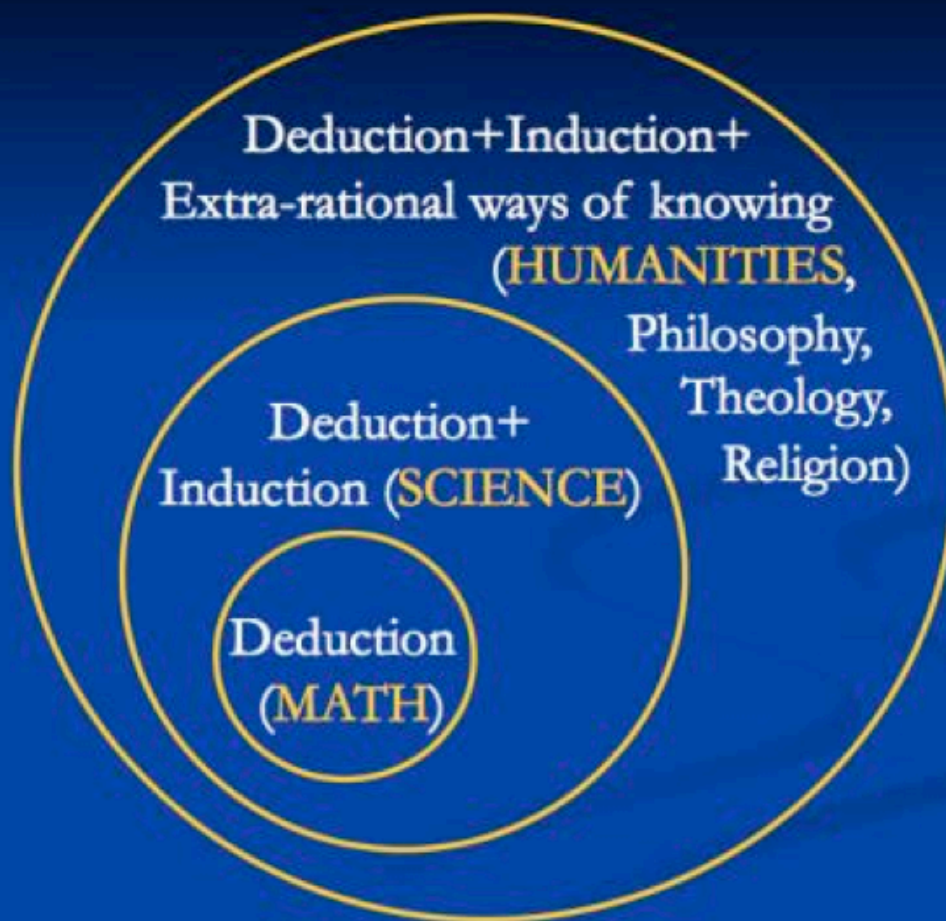 Deduction+Induction+
Extra-rational ways of knowing
(HUMANITIES,
Philosophy,
Theology,
Religion)
Deduction+
Induction (SCIENCE)
Deduction
(MATH)